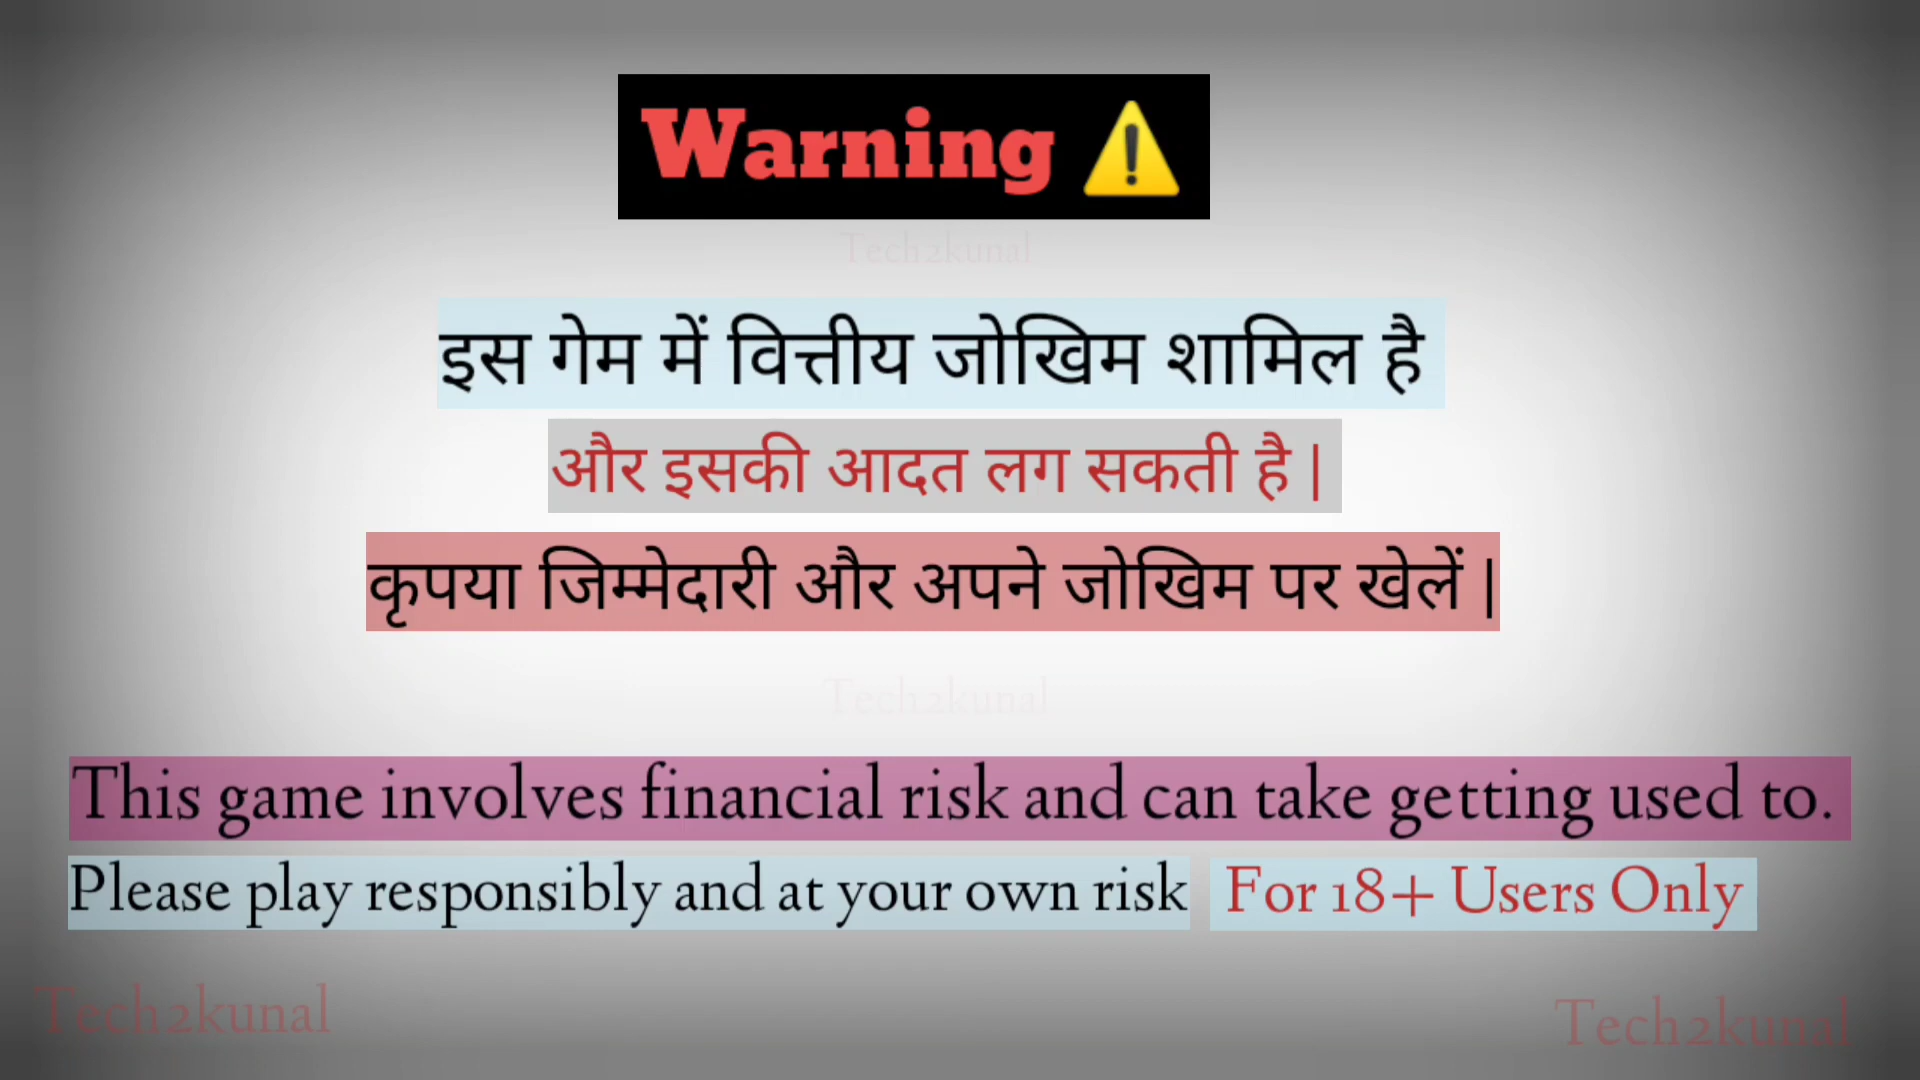 Warning ⚠️
Tech2kunal
इस गेम में वित्तीय जोखिम शामिल है
और इसकी आदत लग सकती है |
कृपया जिम्मेदारी और अपने जोखिम पर खेलें |
Tech2kunal
This game involves financial risk and can take getting used to.
Please play responsibly and at your own risk For 18+ Users Only
Tech2kunal
Tech2kunal